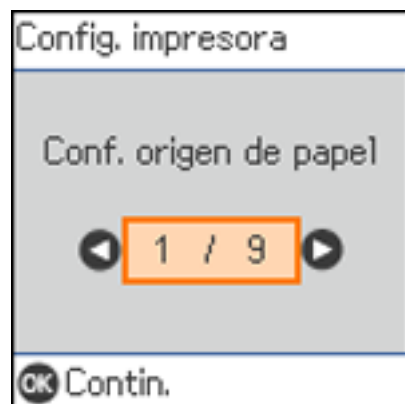 Config. impresora
Conf. origen de papel
1 / 9
OK Contin.